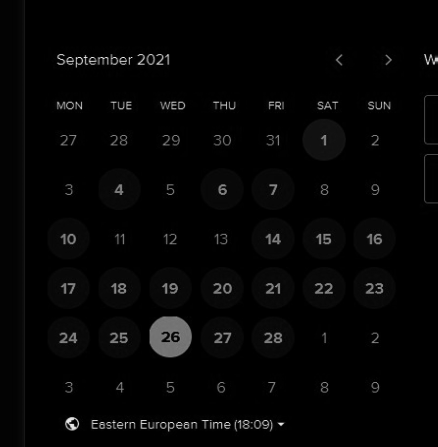 September 2021 < >
MON TUE WED THU FRI SAT SUN
27 28 29 30 31 1 2
3 4 5 6 7 8 9
10 11 12 13 14 15 16
17 18 19 20 21 22 23
24 25 26 27 28 1 2
3 4 5 6 7 8 9
Eastern European Time (18:09)